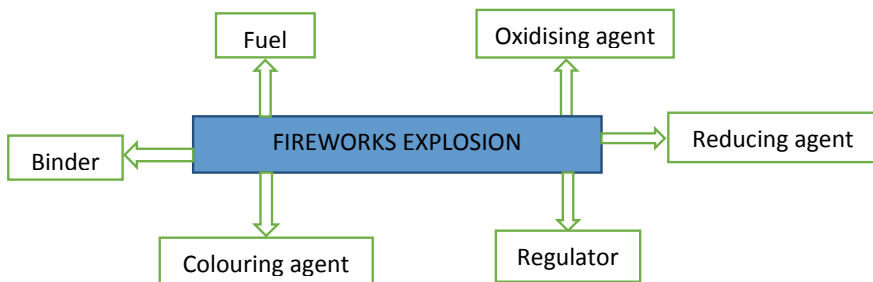 Fuel
Oxidising agent
FIREWORKS EXPLOSION
Reducing agent
Binder
Colouring agent
Regulator